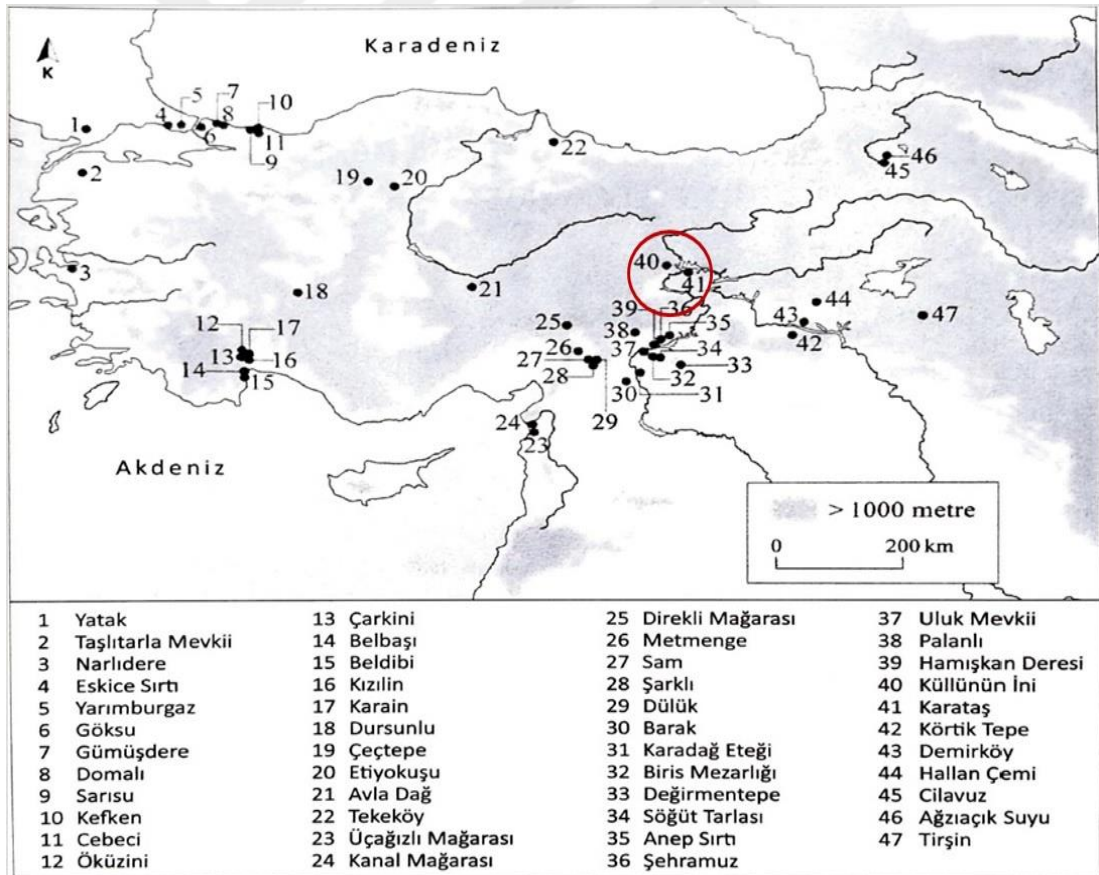 Karadeniz
K
1
2
3
4
5
6
7
8
9
10
11
12
13
14
15
16
17
18
19
20
21
22
23
24
25
26
27
28
29
30
31
32
33
34
35
36
37
38
39
40
41
42
43
44
45
46
47
Akdeniz
> 1000 metre
0 200 km
1 Yatak
2 Taşlıtarla Mevkii
3 Narlıdere
4 Eskice Sırtı
5 Yarımburgaz
6 Göksu
7 Gümüşdere
8 Domalı
9 Sarısu
10 Kefken
11 Cebeci
12 Öküzini
13 Çarkini
14 Belbaşı
15 Beldibi
16 Kızılin
17 Karain
18 Dursunlu
19 Çeçtepe
20 Etiyokuşu
21 Avla Dağ
22 Tekeköy
23 Üçağızlı Mağarası
24 Kanal Mağarası
25 Direkli Mağarası
26 Metmenge
27 Sam
28 Şarklı
29 Dülük
30 Barak
31 Karadağ Eteği
32 Biris Mezarlığı
33 Değirmentepe
34 Söğüt Tarlası
35 Anep Sırtı
36 Şehramuz
37 Uluk Mevkii
38 Palanlı
39 Hamışkan Deresi
40 Küllünün İni
41 Karataş
42 Körtik Tepe
43 Demirköy
44 Hallan Çemi
45 Cilavuz
46 Ağzıaçık Suyu
47 Tirşin